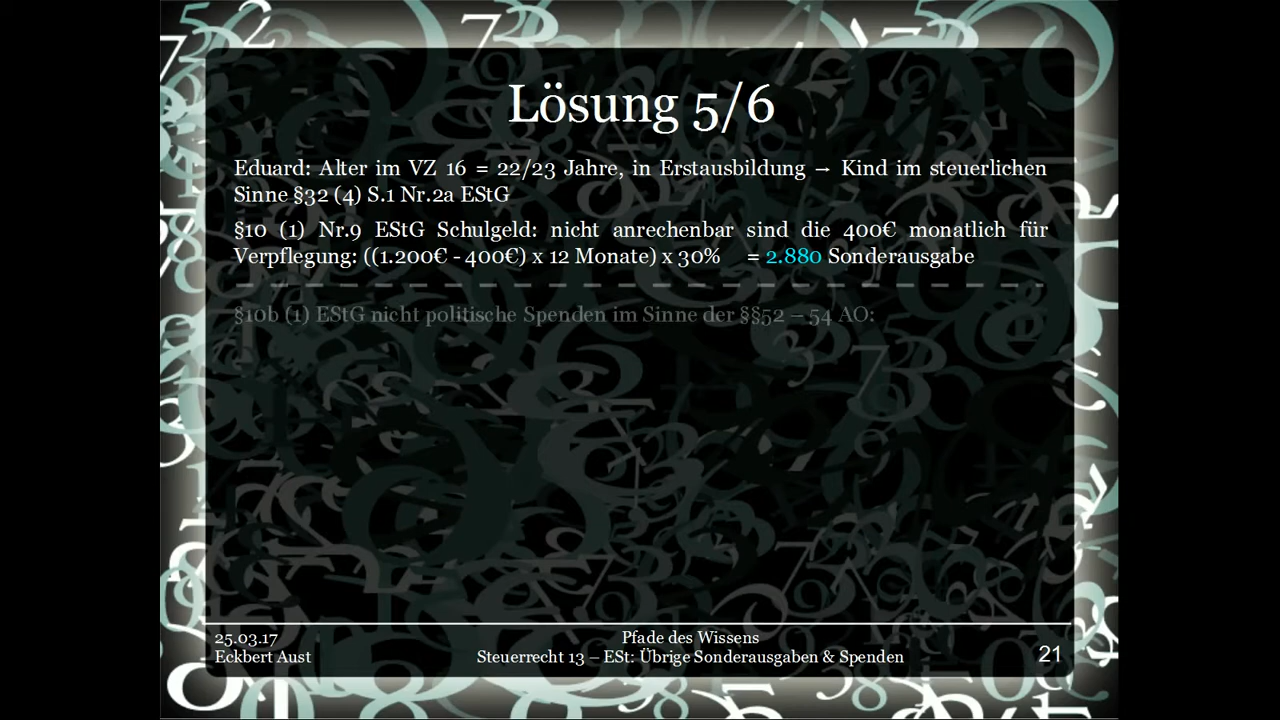 Lösung 5/6
Eduard: Alter im VZ 16 = 22/23 Jahre, in Erstausbildung → Kind im steuerlichen
Sinne §32 (4) S.1 Nr.2a EStG
§10 (1) Nr.9 EStG Schulgeld: nicht anrechenbar sind die 400€ monatlich für
Verpflegung: ((1.200€ - 400€) x 12 Monate) x 30% = 2.880 Sonderausgabe
§10b (1) EStG nicht politische Spenden im Sinne der §§52 – 54 AO:
25.03.17
Eckbert Aust
Pfade des Wissens
Steuerrecht 13 – ESt: Übrige Sonderausgaben & Spenden
21